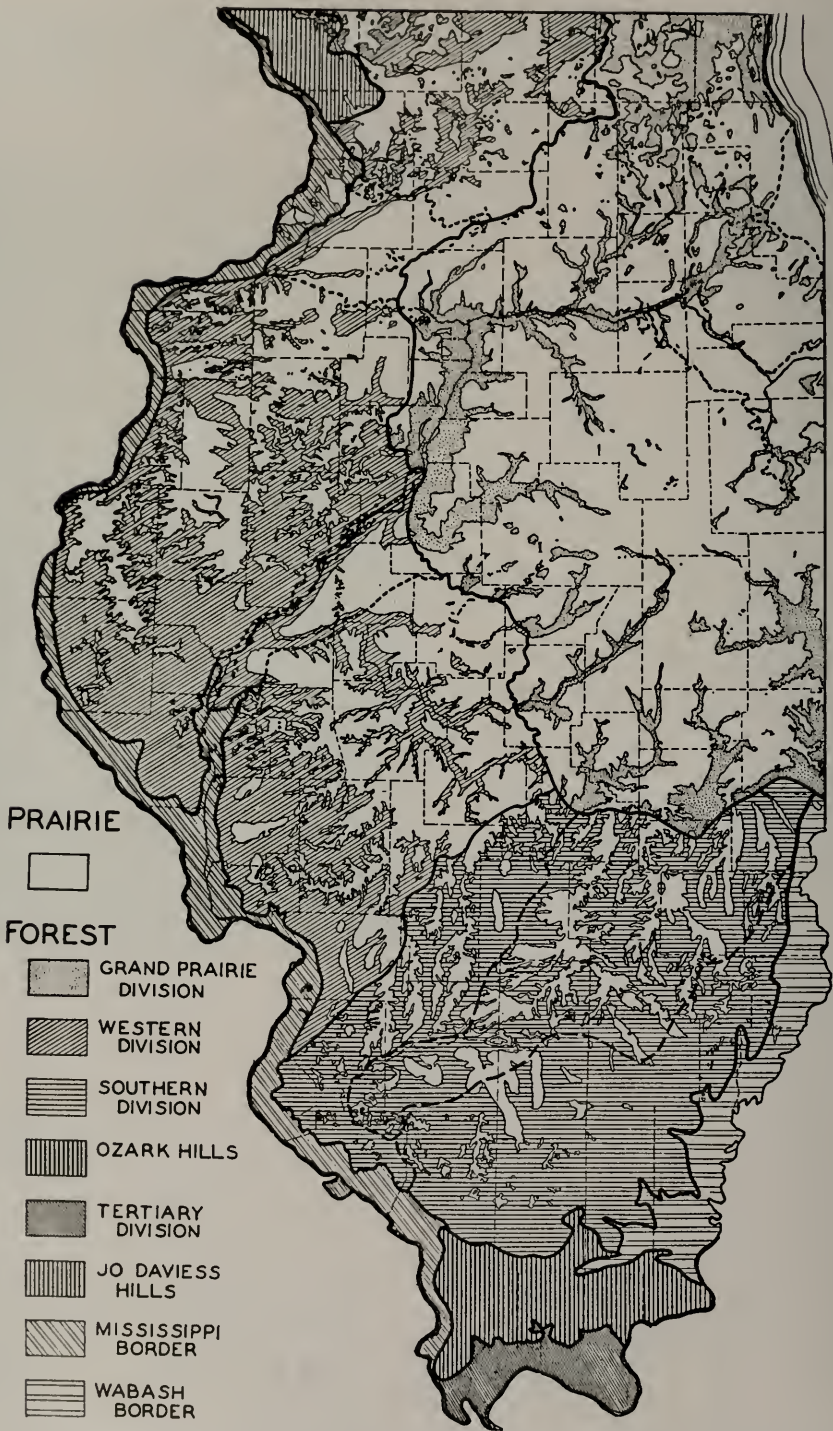 PRAIRIE
FOREST
GRAND PRAIRIE
DIVISION
WESTERN
DIVISION
SOUTHERN
DIVISION
OZARK HILLS
TERTIARY
DIVISION
JO DAVIESS
HILLS
MISSISSIPPI
BORDER
WABASH
BORDER